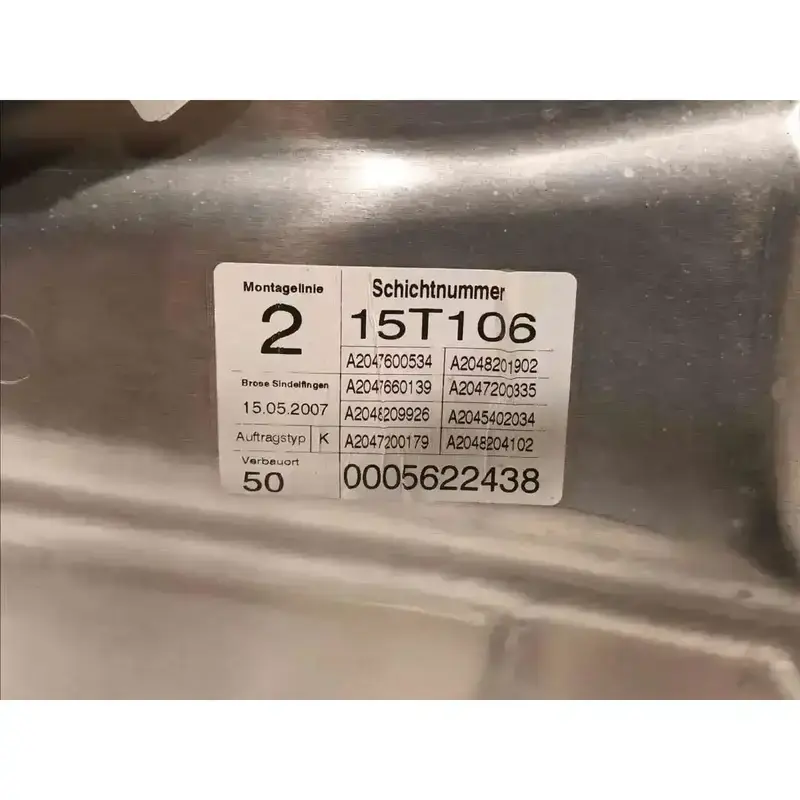 Montagelinie
2
Schichtnummer
15T106
A2047600534 A2048201902
Brose Sindelfingen
15.05.2007
A2047660139 A2047200335
A2048209926 A2045402034
Auftragstyp K
A2047200179 A2048204102
Verbauort
50
0005622438